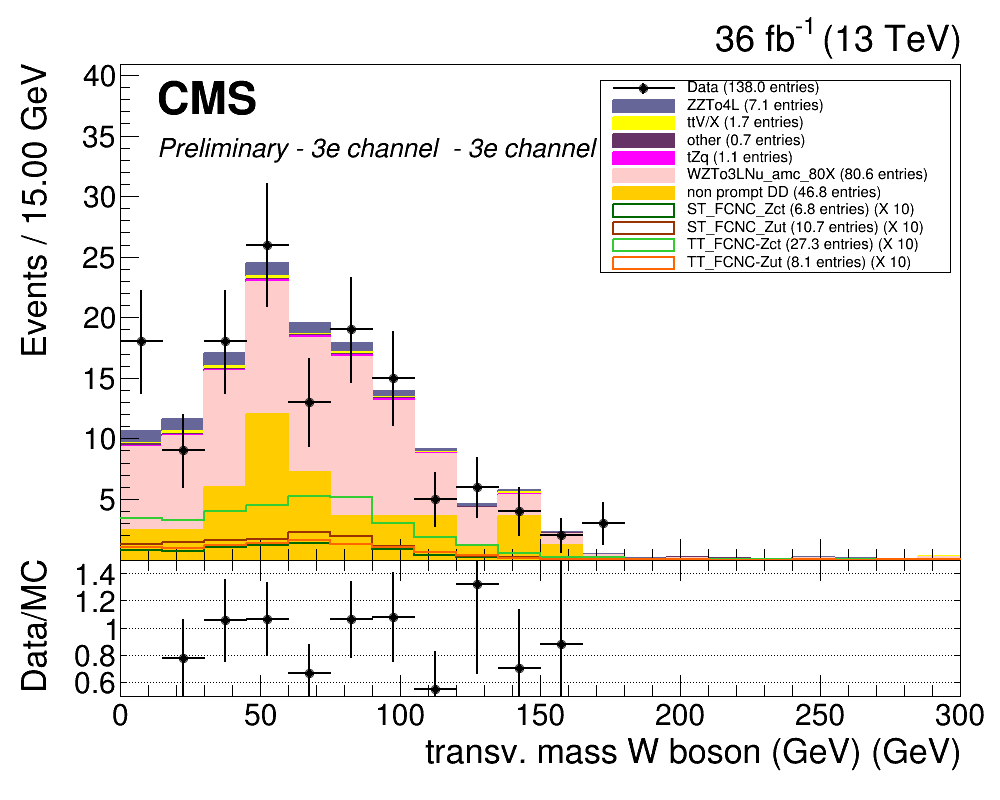 36 fb-1 (13 TeV)
Events / 15.00 GeV
40
35
30
25
20
15
10
5
CMS
Preliminary - 3e channel - 3e channel
Data (138.0 entries)
ZZTo4L (7.1 entries)
ttV/X (1.7 entries)
other (0.7 entries)
tZq (1.1 entries)
WZTo3LNu_amc_80X (80.6 entries)
non prompt DD (46.8 entries)
ST_FCNC_Zct (6.8 entries) (X 10)
ST_FCNC_Zut (10.7 entries) (X 10)
TT_FCNC-Zct (27.3 entries) (X 10)
TT_FCNC-Zut (8.1 entries) (X 10)
Data/MC
1.4
1.2
1
0.8
0.6
0 50 100 150 200 250 300
transv. mass W boson (GeV) (GeV)